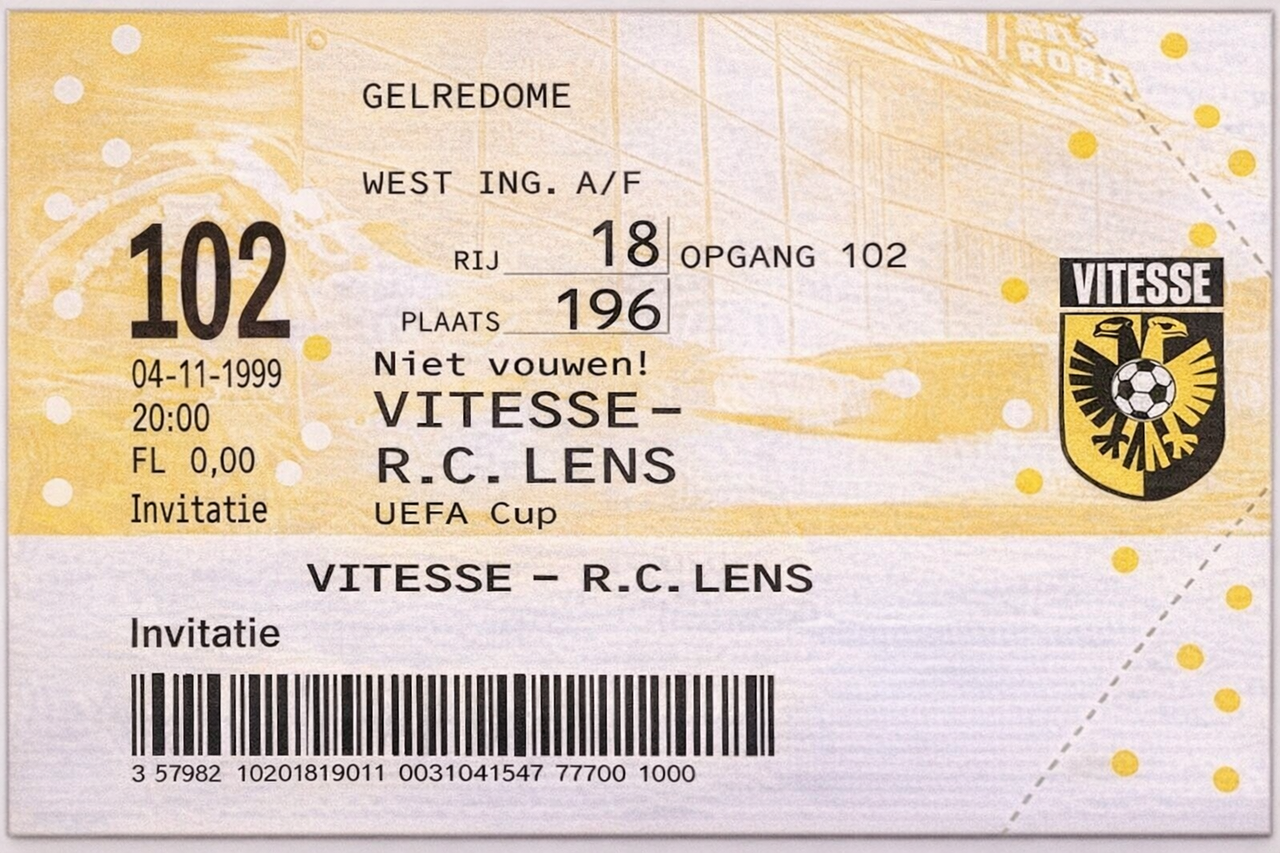 GELREDOME
WEST ING. A/F
RIJ 18 OPGANG 102
PLAATS 196
102
04-11-1999
20:00
FL 0,00
Invitatie
Niet vouwen!
VITESSE-
R.C. LENS
UEFA Cup
VITESSE
VITESSE - R.C. LENS
Invitatie
3 57982 10201819011 0031041547 77700 1000